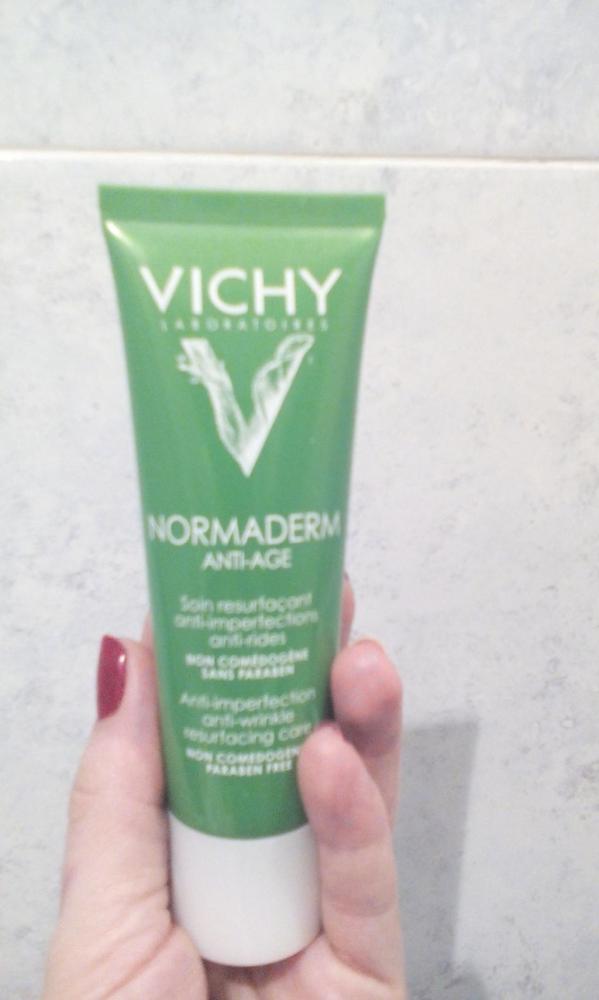 VICHY
LABORATOIRES
NORMADERM
ANTI-AGE
Soin resurfaçant
anti-imperfections
anti-rides
NON COMÉDOGÈNE
SANS PARABEN
Anti-imperfection
anti-wrinkle
resurfacing care
NON COMEDOGENIC
PARABEN FREE